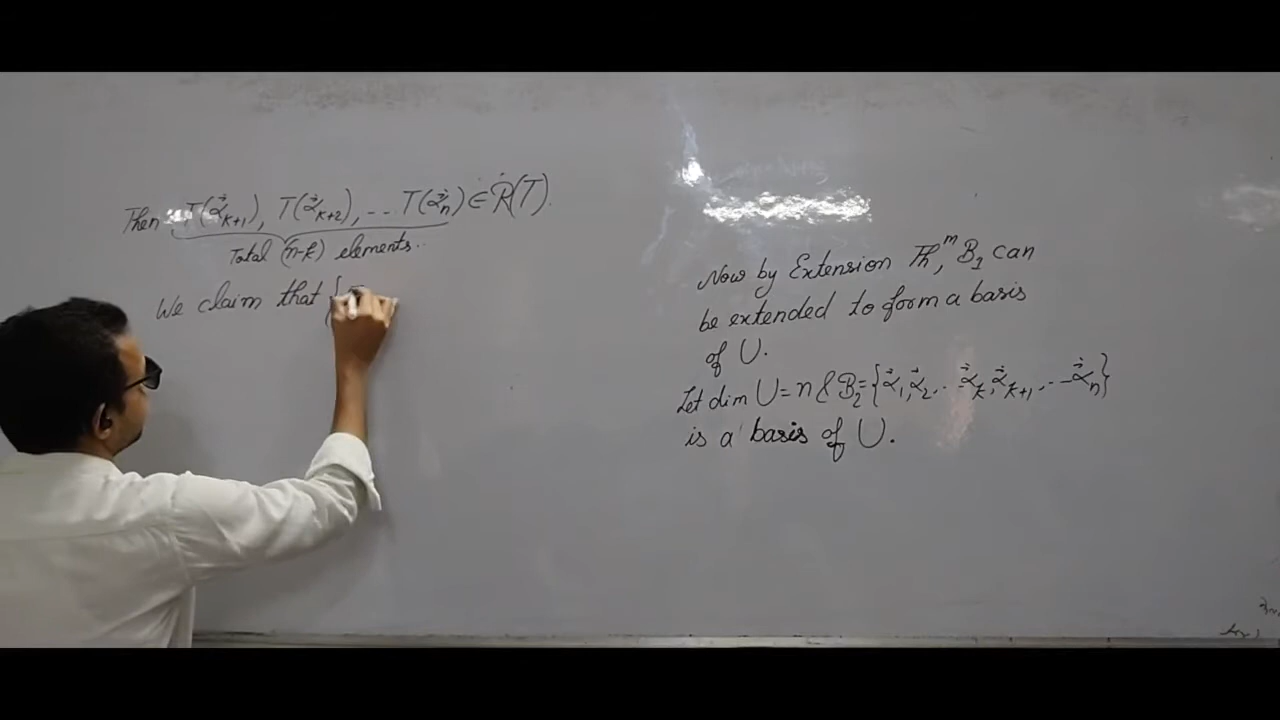 Then T(α⃗ₖ₊₁), T(α⃗ₖ₊₂), -- T(α⃗ₙ) ∈ R(T).
Total (n-k) elements..
We claim that {T
Now by Extension Thᵐ, B₁ can
be extended to form a basis
of U.
Let dim U = n & B₂ = {α⃗₁, α⃗₂, .. α⃗ₖ, α⃗ₖ₊₁, .. -- α⃗ₙ}
is a basis of U.